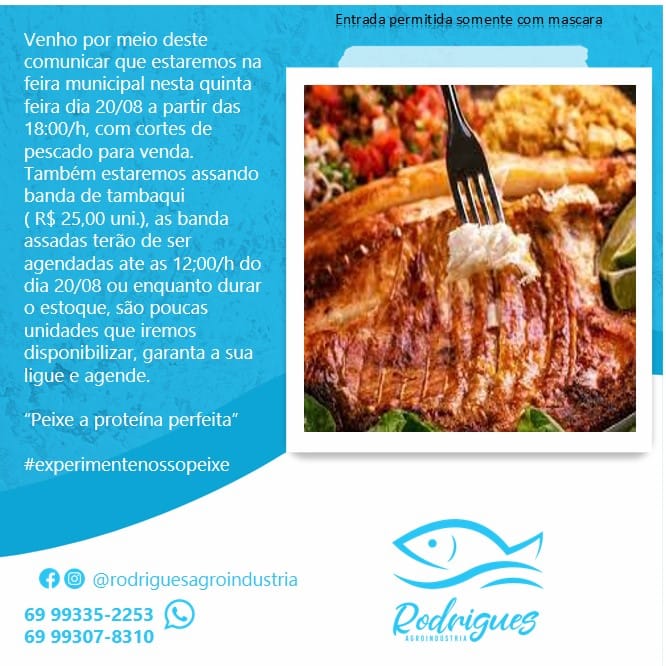 Entrada permitida somente com mascara
Venho por meio deste
comunicar que estaremos na
feira municipal nesta quinta
feira dia 20/08 a partir das
18:00/h, com cortes de
pescado para venda.
Também estaremos assando
banda de tambaqui
( R$ 25,00 uni.), as banda
assadas terão de ser
agendadas ate as 12;00/h do
dia 20/08 ou enquanto durar
o estoque, são poucas
unidades que iremos
disponibilizar, garanta a sua
ligue e agende.
“Peixe a proteína perfeita”
#experimentenossopeixe
@rodriguesagroindustria
69 99335-2253
69 99307-8310
Rodrigues
AGROINDUSTRIA